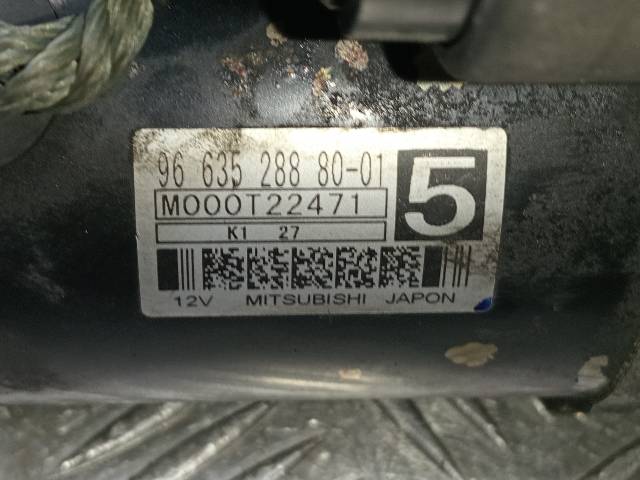 96 635 288 80-01
5
M000T22471
K1 27
12V MITSUBISHI JAPON